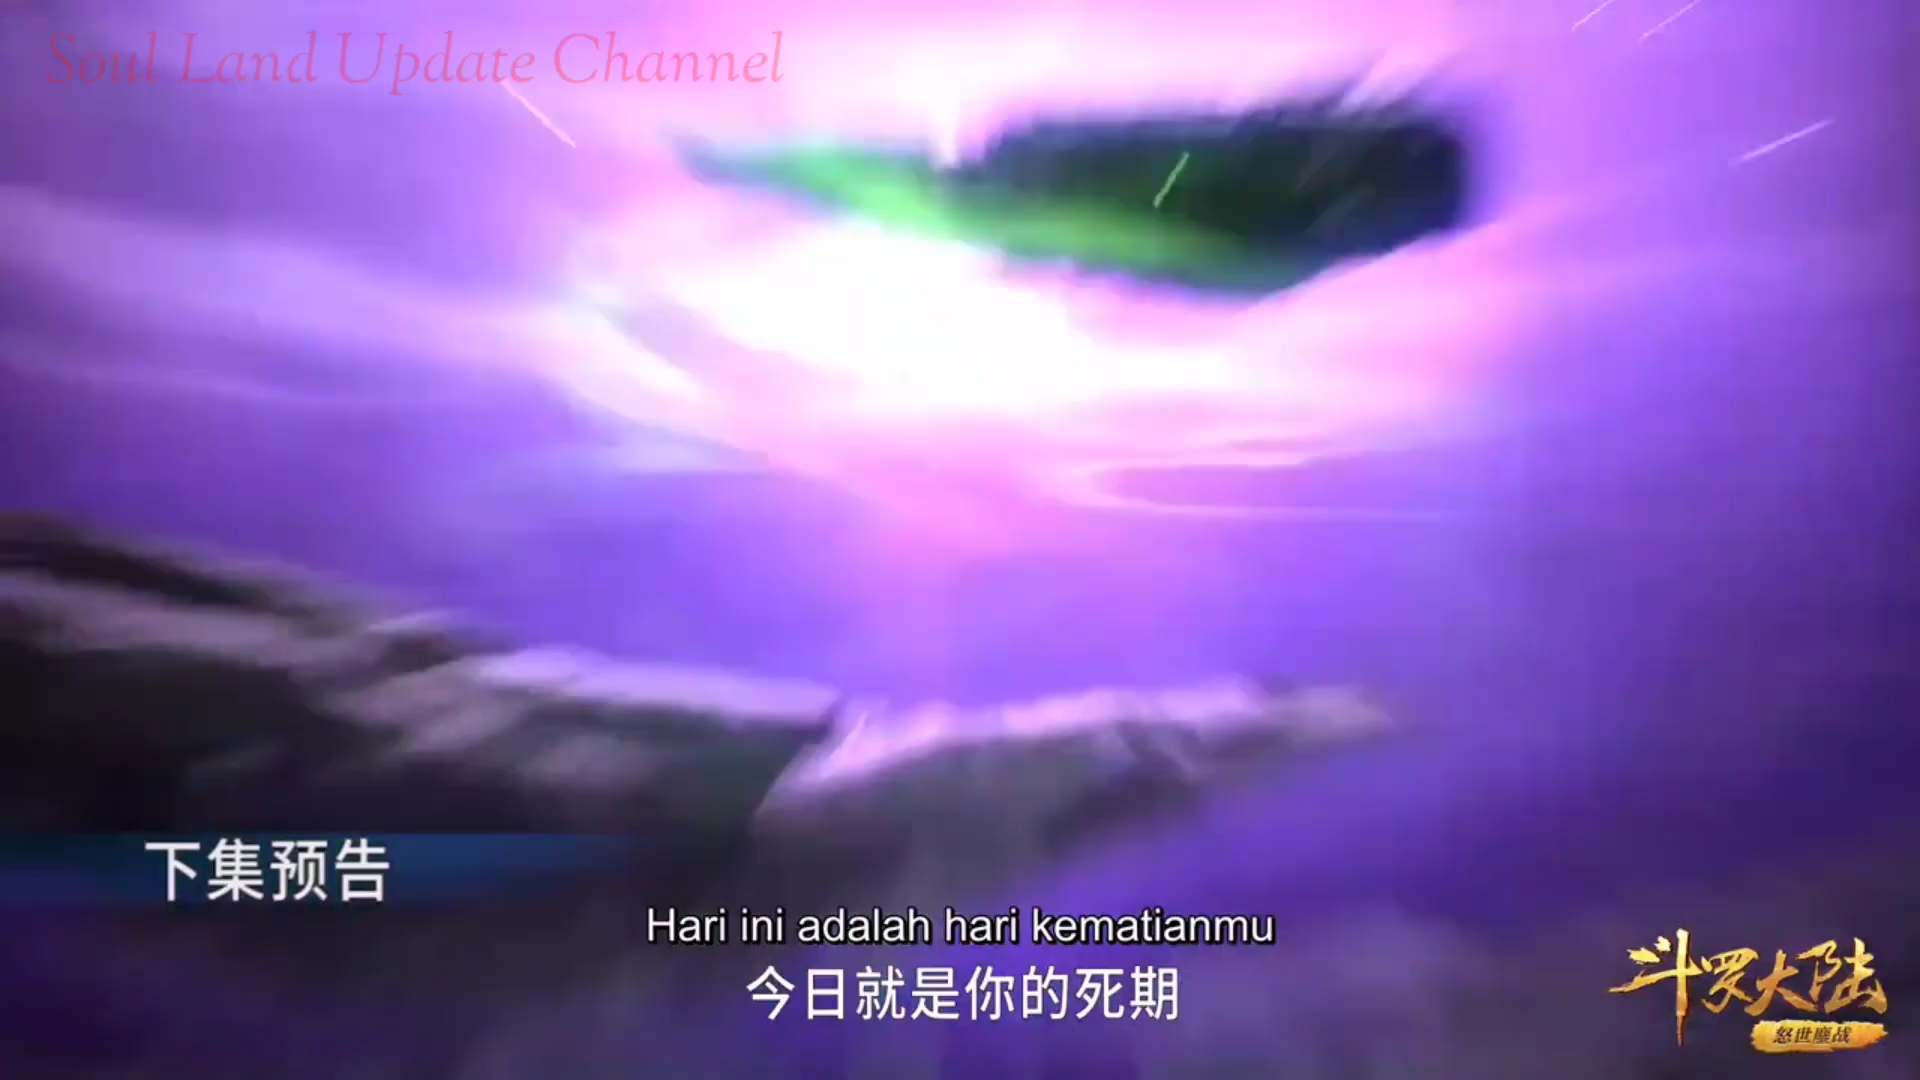 Soul Land Update Channel
下集预告
Hari ini adalah hari kematianmu
今日就是你的死期
斗罗大陆
怒世鏖战